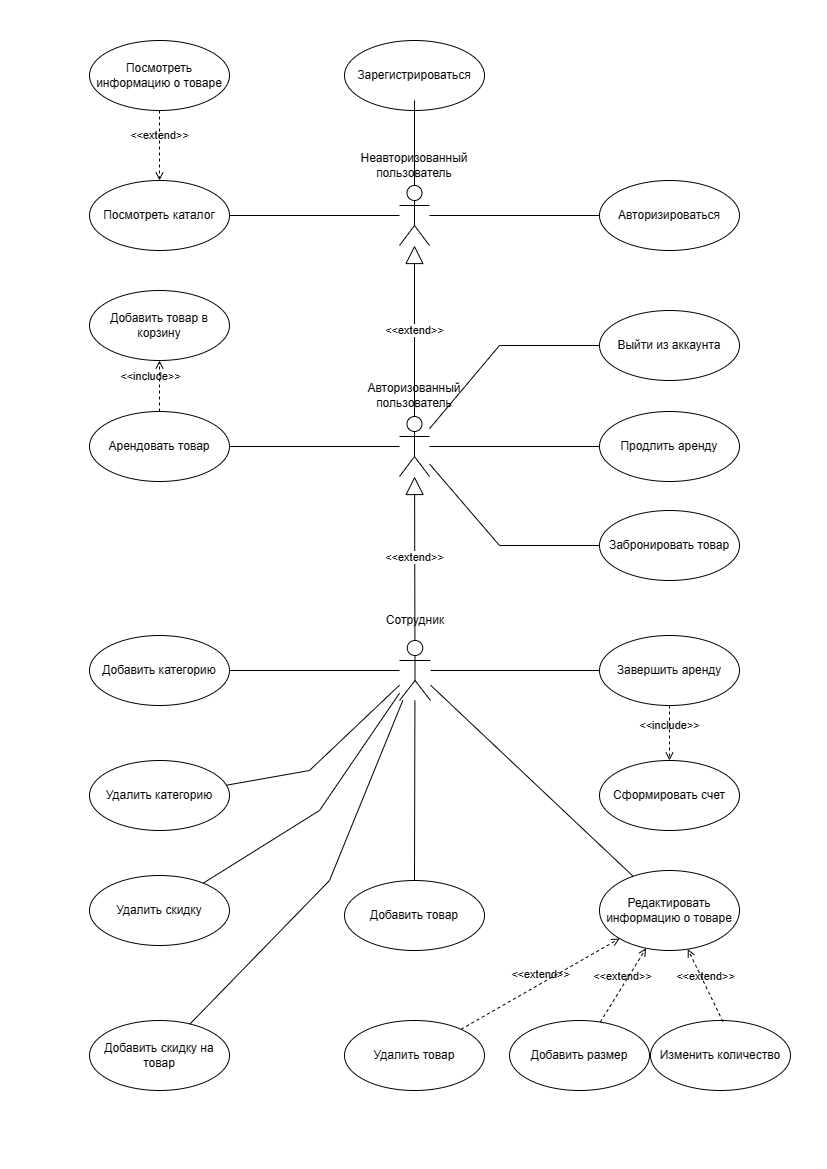 Посмотреть
информацию о товаре
Зарегистрироваться
<<extend>>
Неавторизованный
пользователь
Посмотреть каталог
Авторизироваться
Добавить товар в
корзину
<<extend>>
Выйти из аккаунта
<<include>>
Авторизованный
пользователь
Арендовать товар
Продлить аренду
Забронировать товар
<<extend>>
Сотрудник
Добавить категорию
Завершить аренду
<<include>>
Удалить категорию
Сформировать счет
Удалить скидку
Добавить товар
Редактировать
информацию о товаре
<<extend>>
<<extend>>
<<extend>>
Добавить скидку на
товар
Удалить товар
Добавить размер
Изменить количество